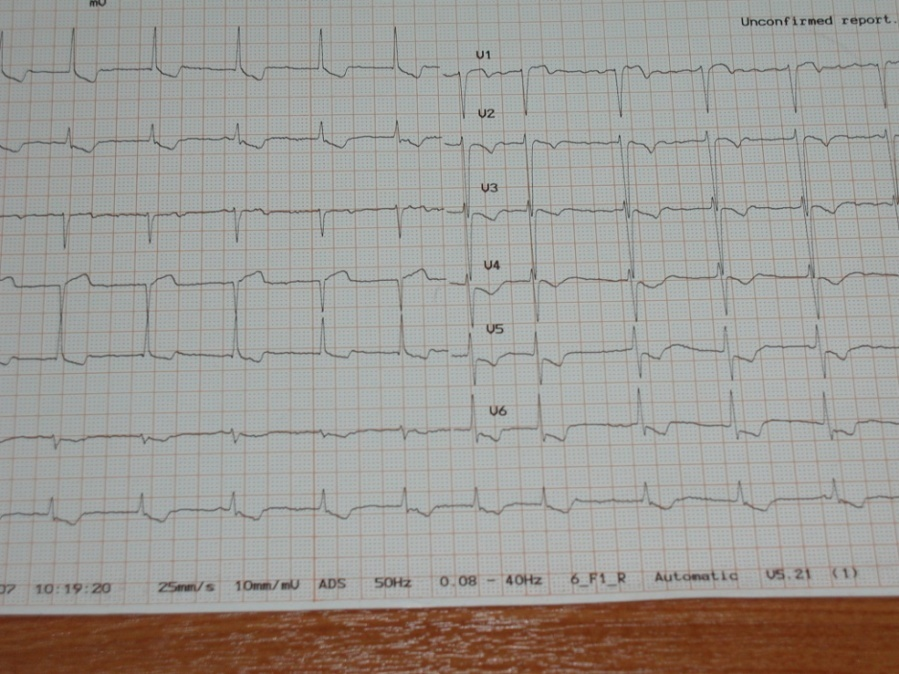 mV
Unconfirmed report.
V1
V2
V3
V4
V5
V6
07 10:19:20 25mm/s 10mm/mV ADS 50Hz 0.08 - 40Hz 6_F1_R Automatic V5.21 (1)